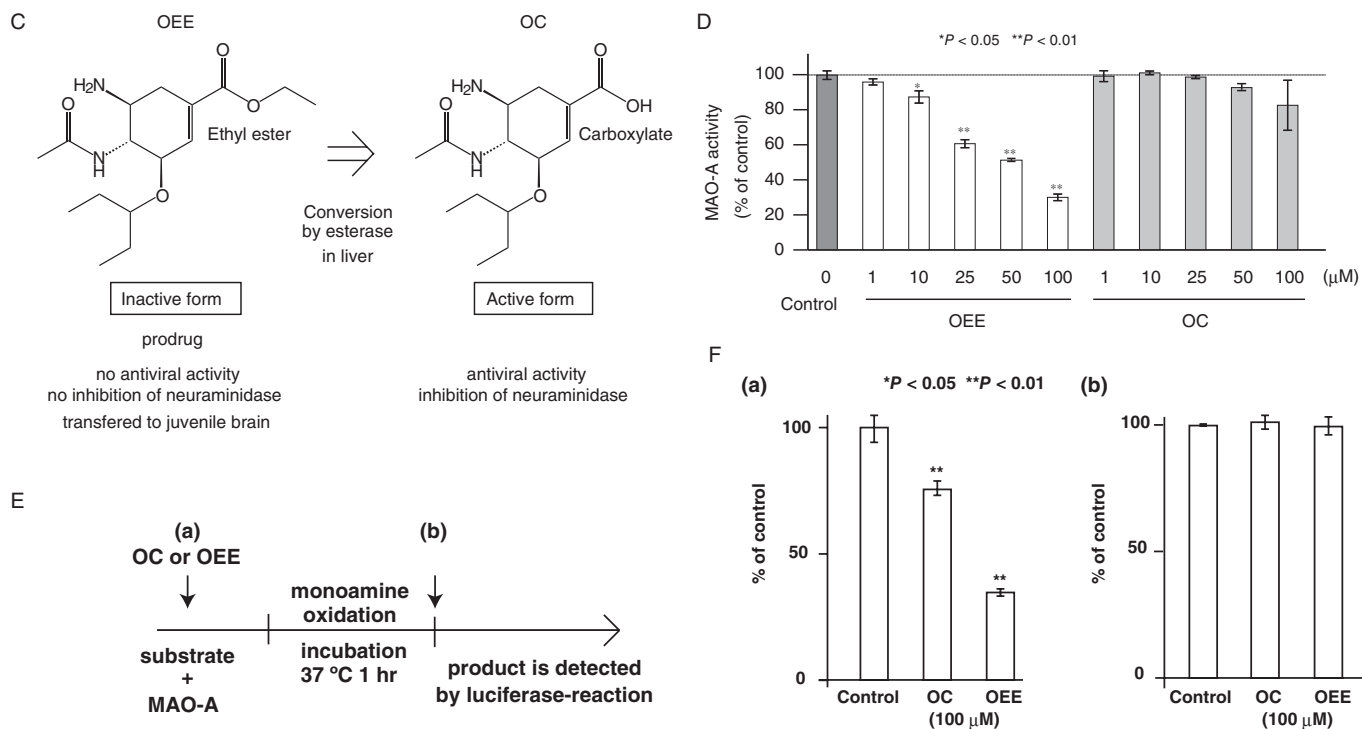 C
OEE
OC
O
H2N
O
O
Ethyl ester
N
H
O
Conversion
by esterase
in liver
O
H2N
OH
O
Carboxylate
N
H
O
Inactive form
Active form
prodrug
no antiviral activity
no inhibition of neuraminidase
transfered to juvenile brain
antiviral activity
inhibition of neuraminidase
D
*P < 0.05 **P < 0.01
MAO-A activity
(% of control)
100
80
60
40
20
0
*
**
**
**
0 1 10 25 50 100 1 10 25 50 100 (μM)
Control
OEE
OC
E
(a)
OC or OEE
(b)
monoamine
oxidation
substrate
+
MAO-A
incubation
37 ºC 1 hr
product is detected
by luciferase-reaction
F
(a)
*P < 0.05 **P < 0.01
(b)
% of control
100
50
0
**
**
Control OC OEE
(100 μM)
% of control
100
50
0
Control OC OEE
(100 μM)